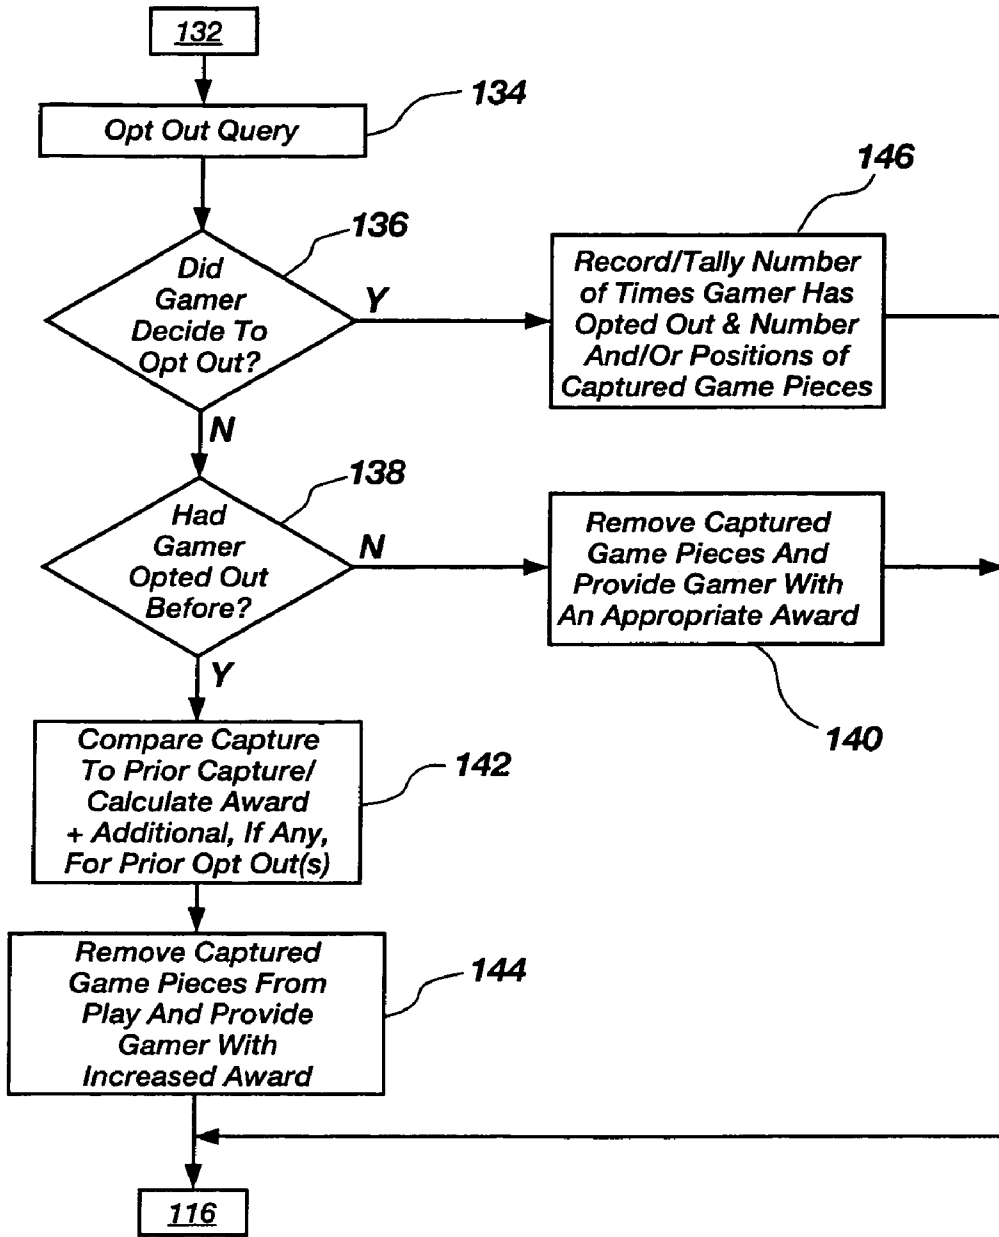 132
134
Opt Out Query
146
136
Did
Gamer
Decide To
Opt Out?
Y
Record/Tally Number
of Times Gamer Has
Opted Out & Number
And/Or Positions of
Captured Game Pieces
N
138
Had
Gamer
Opted Out
Before?
N
Remove Captured
Game Pieces And
Provide Gamer With
An Appropriate Award
Y
140
Compare Capture
To Prior Capture/
Calculate Award
+ Additional, If Any,
For Prior Opt Out(s)
142
Remove Captured
Game Pieces From
Play And Provide
Gamer With
Increased Award
144
116